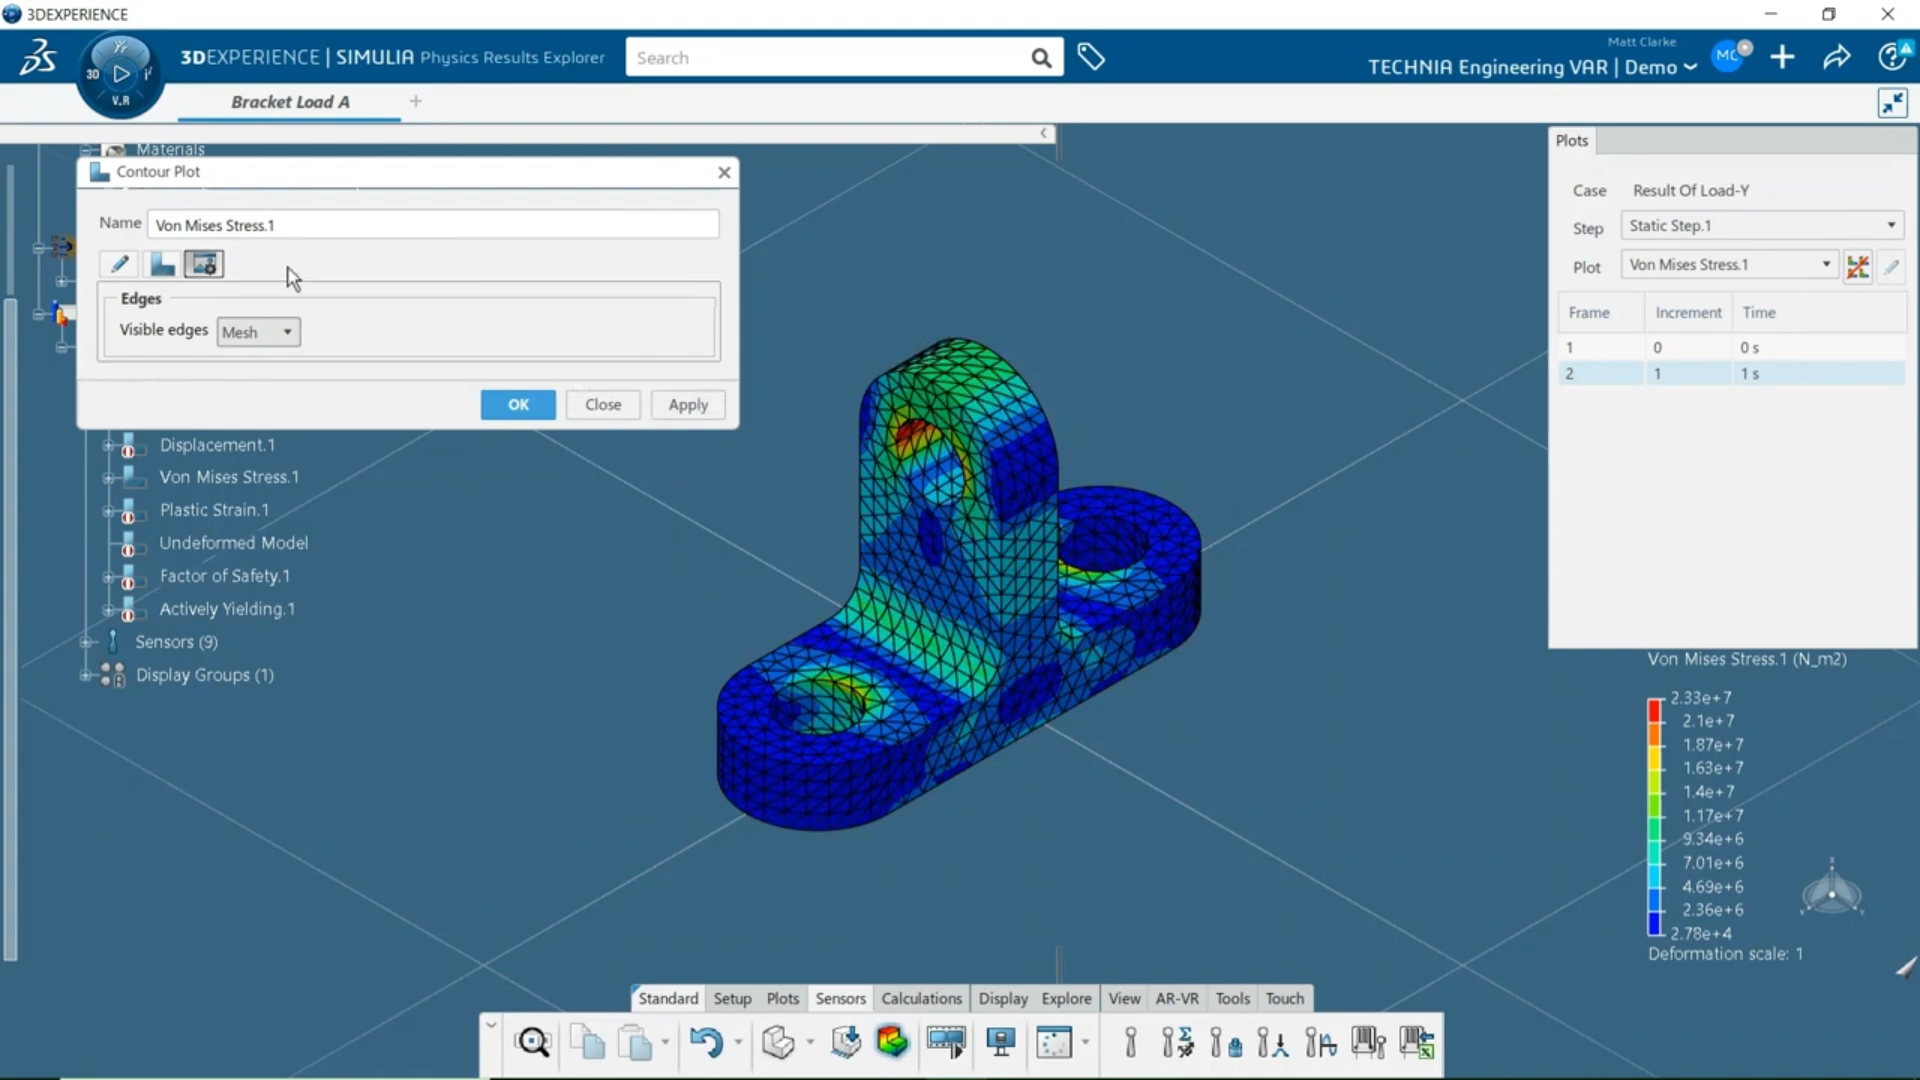 3DEXPERIENCE
3DEXPERIENCE | SIMULIA Physics Results Explorer
Search
Matt Clarke
TECHNIA Engineering VAR | Demo
MC
3D
V.R
Bracket Load A
Materials
Contour Plot
Name Von Mises Stress.1
Edges
Visible edges Mesh
OK Close Apply
Displacement.1
Von Mises Stress.1
Plastic Strain.1
Undeformed Model
Factor of Safety.1
Actively Yielding.1
Sensors (9)
Display Groups (1)
Plots
Case Result Of Load-Y
Step Static Step.1
Plot Von Mises Stress.1
Frame Increment Time
1 0 0 s
2 1 1 s
Von Mises Stress.1 (N_m2)
2.33e+7
2.1e+7
1.87e+7
1.63e+7
1.4e+7
1.17e+7
9.34e+6
7.01e+6
4.69e+6
2.36e+6
2.78e+4
Deformation scale: 1
Standard Setup Plots Sensors Calculations Display Explore View AR-VR Tools Touch